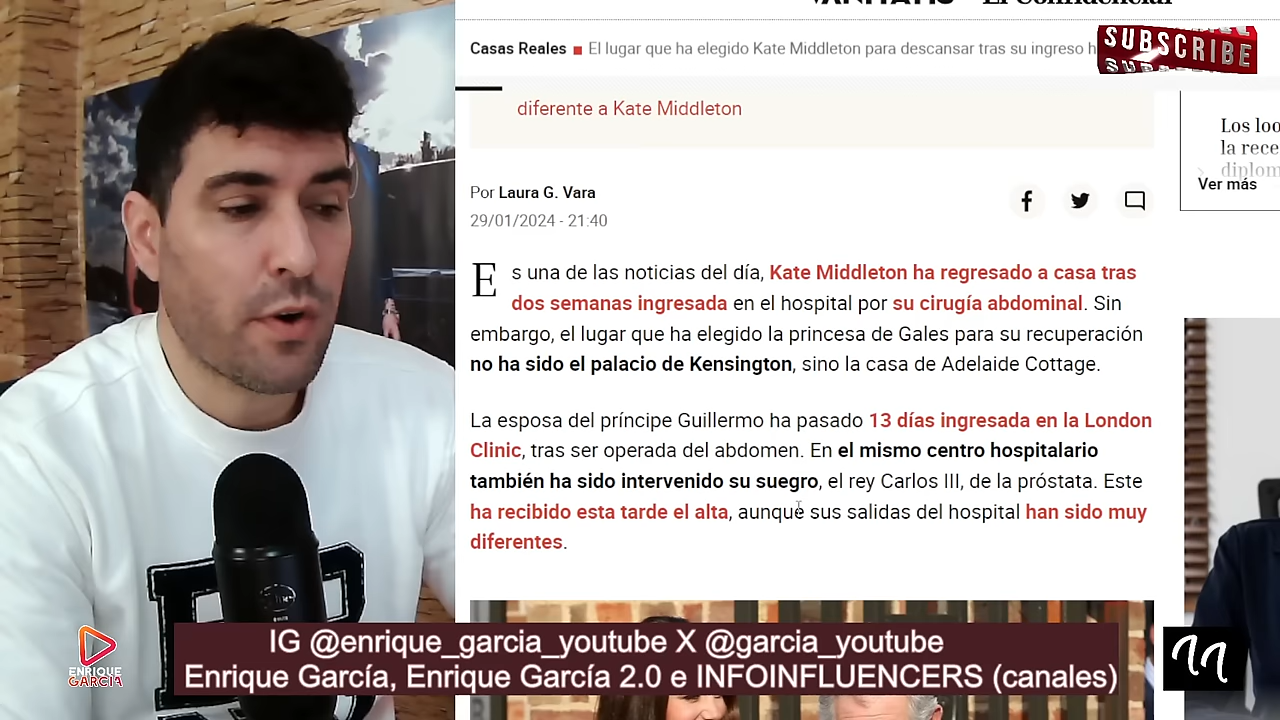 VANITATIS El Confidencial
Casas Reales ■ El lugar que ha elegido Kate Middleton para descansar tras su ingreso h
SUBSCRIBE
diferente a Kate Middleton
Los loo
la rece
diplom
Ver más
Por Laura G. Vara
29/01/2024 - 21:40
Es una de las noticias del día, Kate Middleton ha regresado a casa tras
dos semanas ingresada en el hospital por su cirugía abdominal. Sin
embargo, el lugar que ha elegido la princesa de Gales para su recuperación
no ha sido el palacio de Kensington, sino la casa de Adelaide Cottage.
La esposa del príncipe Guillermo ha pasado 13 días ingresada en la London
Clinic, tras ser operada del abdomen. En el mismo centro hospitalario
también ha sido intervenido su suegro, el rey Carlos III, de la próstata. Este
ha recibido esta tarde el alta, aunque sus salidas del hospital han sido muy
diferentes.
ENRIQUE
GARCÍA
IG @enrique_garcia_youtube X @garcia_youtube
Enrique García, Enrique García 2.0 e INFOINFLUENCERS (canales)